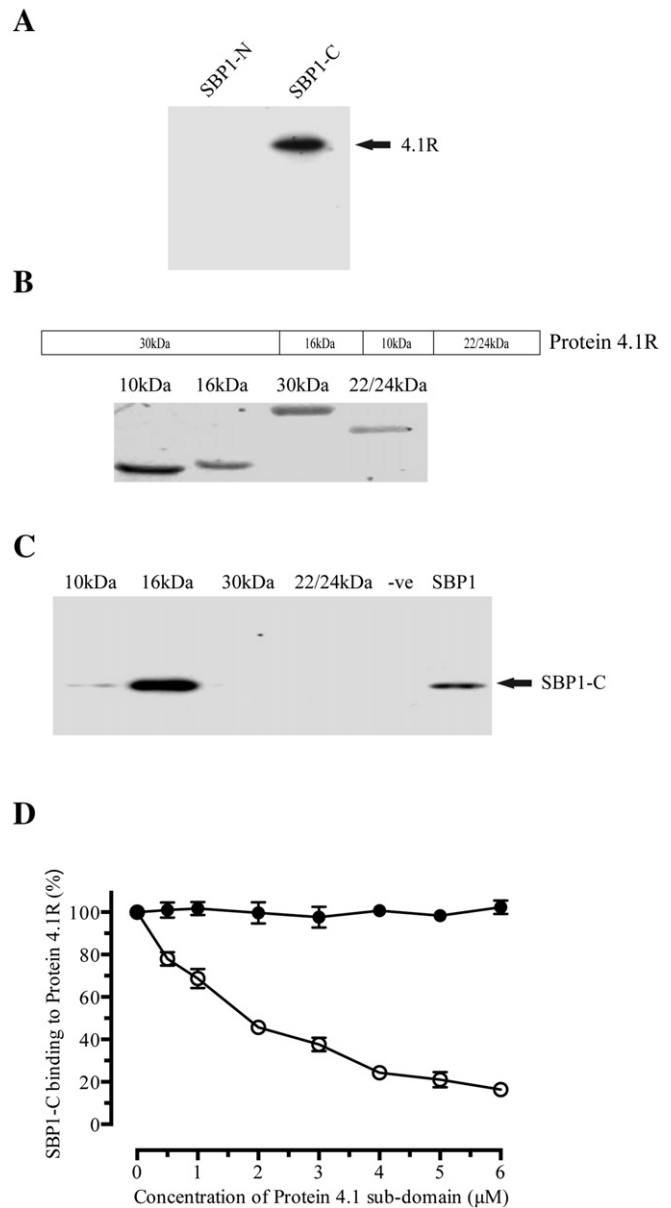 A
SBP1-N SBP1-C
4.1R
B
30kDa 16kDa 10kDa 22/24kDa Protein 4.1R
10kDa 16kDa 30kDa 22/24kDa
C
10kDa 16kDa 30kDa 22/24kDa -ve SBP1
SBP1-C
D
SBP1-C binding to Protein 4.1R (%)
100
80
60
40
20
0
0 1 2 3 4 5 6
Concentration of Protein 4.1 sub-domain (μM)